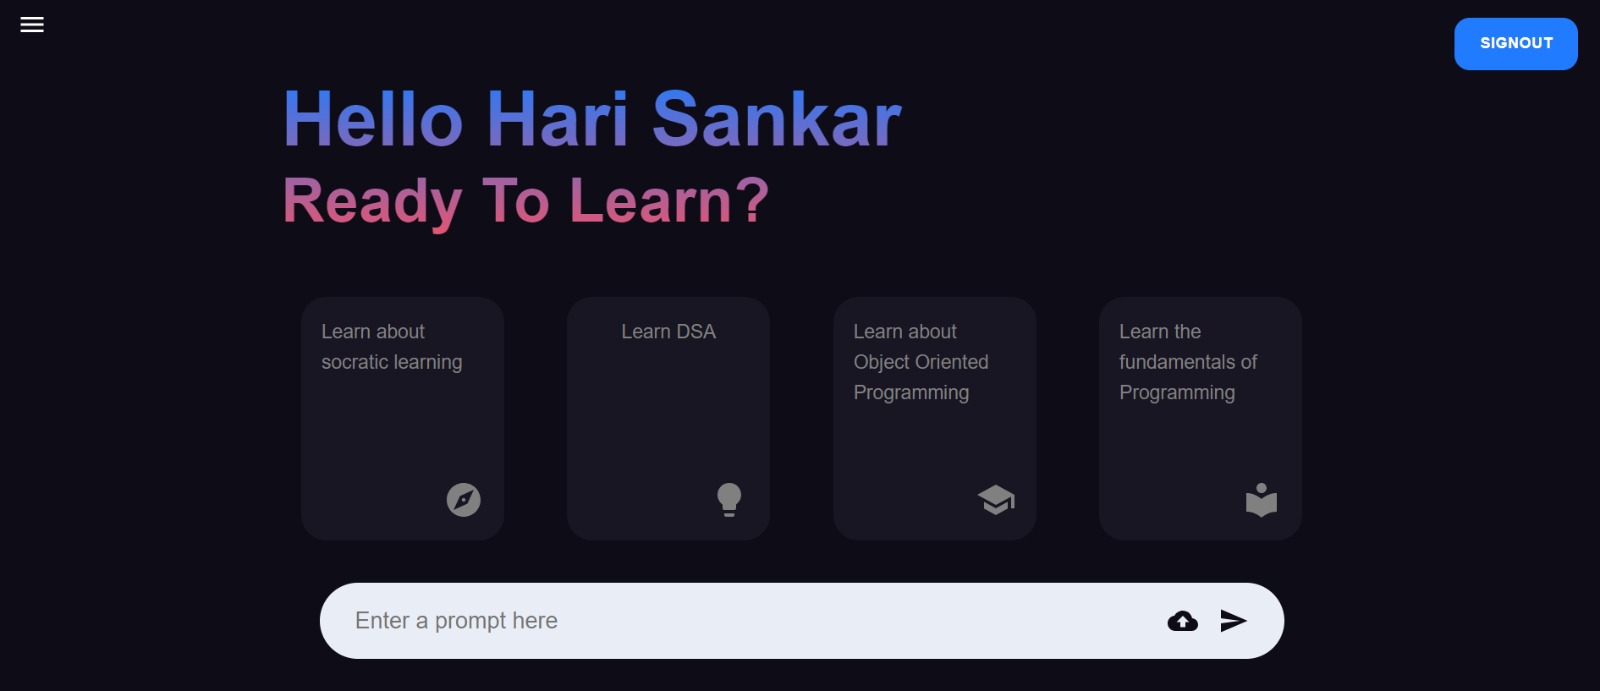 SIGNOUT
Hello Hari Sankar
Ready To Learn?
Learn about
socratic learning
Learn DSA
Learn about
Object Oriented
Programming
Learn the
fundamentals of
Programming
Enter a prompt here